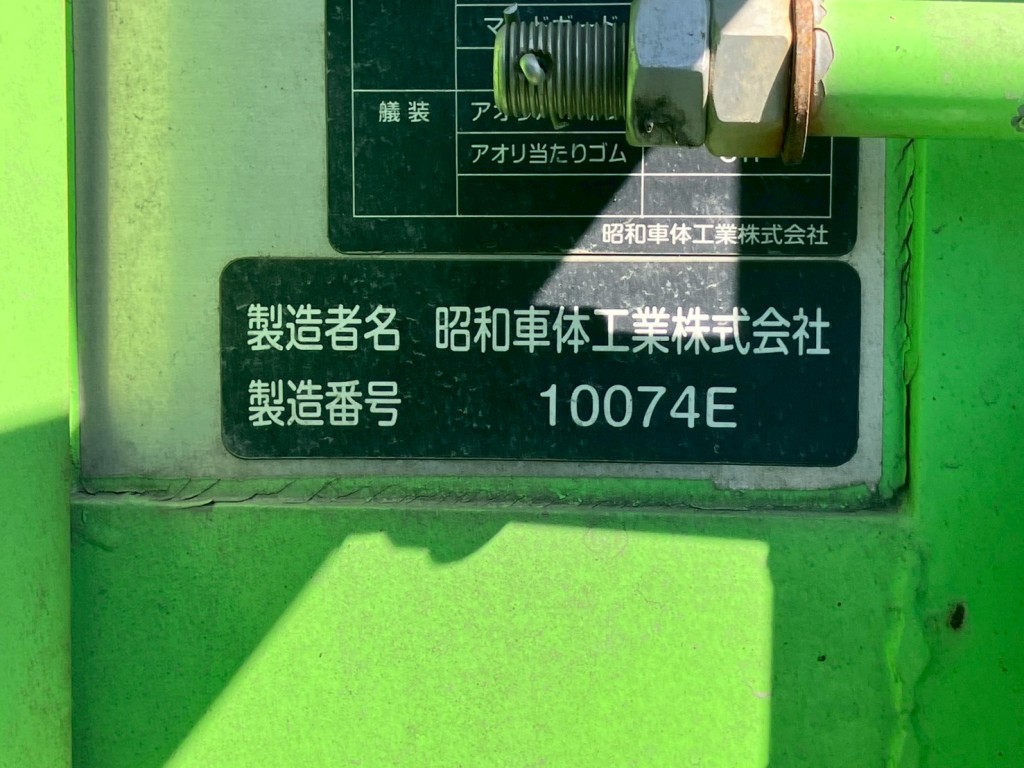 艤装
アオリ当たりゴム
昭和車体工業株式会社
製造者名 昭和車体工業株式会社
製造番号 10074E